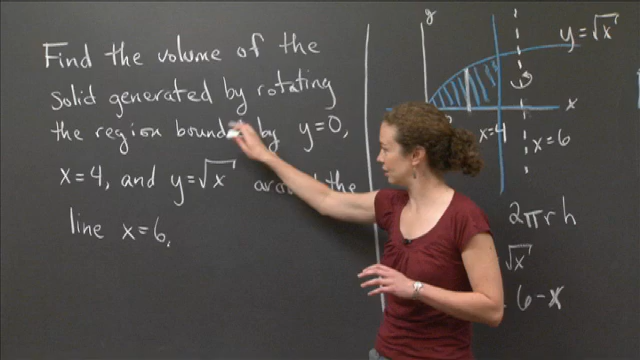 Find the volume of the
Solid generated by rotating
the region bounded by y=0,
x=4, and y=√x around the
line x=6.
y
y=√x
x
x=4
x=6
2πrh
√x
6-x